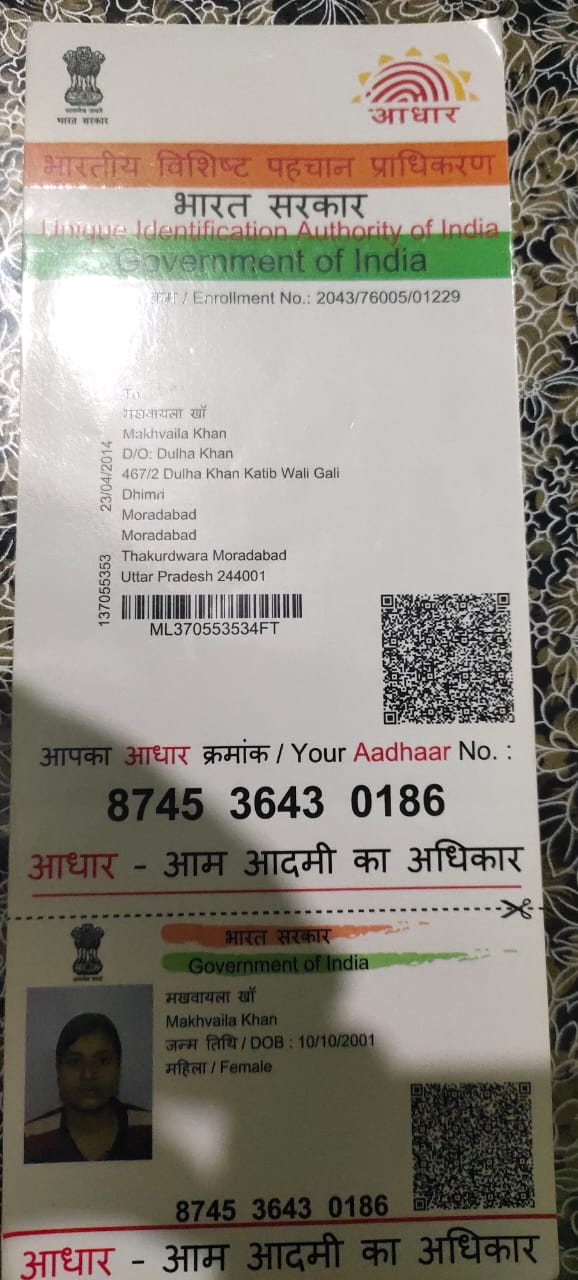 सत्यमेव जयते
भारत सरकार
आधार
भारतीय विशिष्ट पहचान प्राधिकरण
भारत सरकार
Unique Identification Authority of India
Government of India
क्रम / Enrollment No.: 2043/76005/01229
To
मखवायला खॉ
Makhvaila Khan
D/O: Dulha Khan
467/2 Dulha Khan Katib Wali Gali
Dhimri
Moradabad
Moradabad
Thakurdwara Moradabad
Uttar Pradesh 244001
137055353 23/04/2014
ML370553534FT
आपका आधार क्रमांक / Your Aadhaar No. :
8745 3643 0186
आधार - आम आदमी का अधिकार
भारत सरकार
Government of India
मखवायला खॉ
Makhvaila Khan
जन्म तिथि / DOB : 10/10/2001
महिला / Female
8745 3643 0186
आधार - आम आदमी का अधिकार